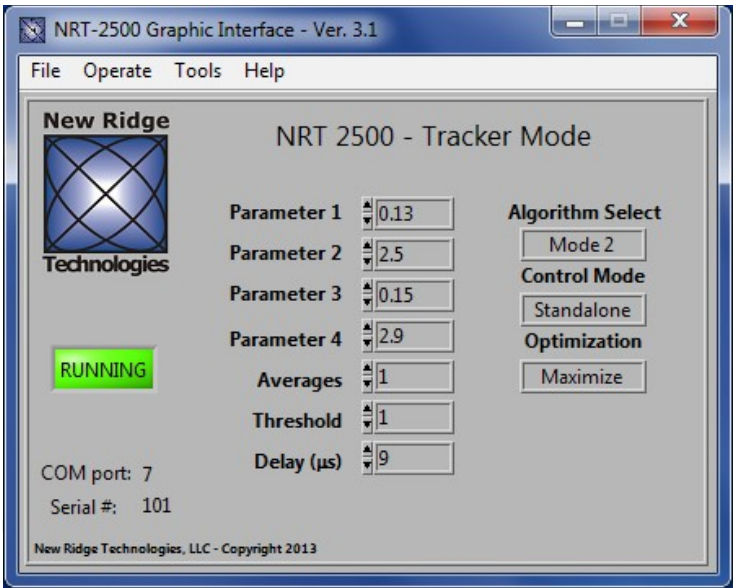 NRT-2500 Graphic Interface - Ver. 3.1
File Operate Tools Help
New Ridge
Technologies
NRT 2500 - Tracker Mode
Parameter 1 0.13
Parameter 2 2.5
Parameter 3 0.15
Parameter 4 2.9
Averages 1
Threshold 1
Delay (µs) 9
Algorithm Select
Mode 2
Control Mode
Standalone
Optimization
Maximize
RUNNING
COM port: 7
Serial #: 101
New Ridge Technologies, LLC - Copyright 2013